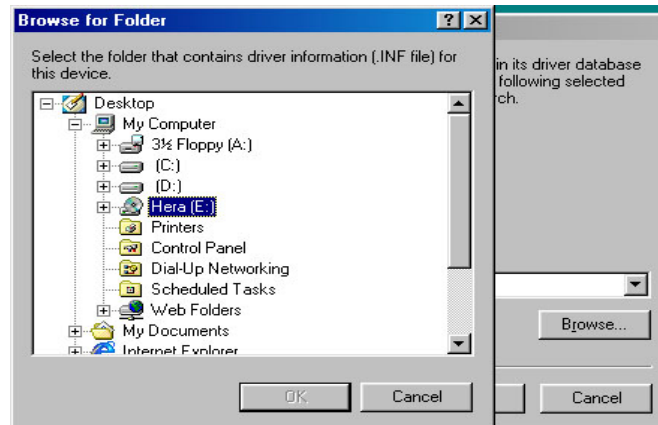 Browse for Folder
Select the folder that contains driver information (.INF file) for
this device.
Desktop
My Computer
3½ Floppy (A:)
(C:)
(D:)
Hera (E:)
Printers
Control Panel
Dial-Up Networking
Scheduled Tasks
Web Folders
My Documents
Internet Explorer
OK
Cancel
in its driver database
following selected
rch.
Browse...
Cancel